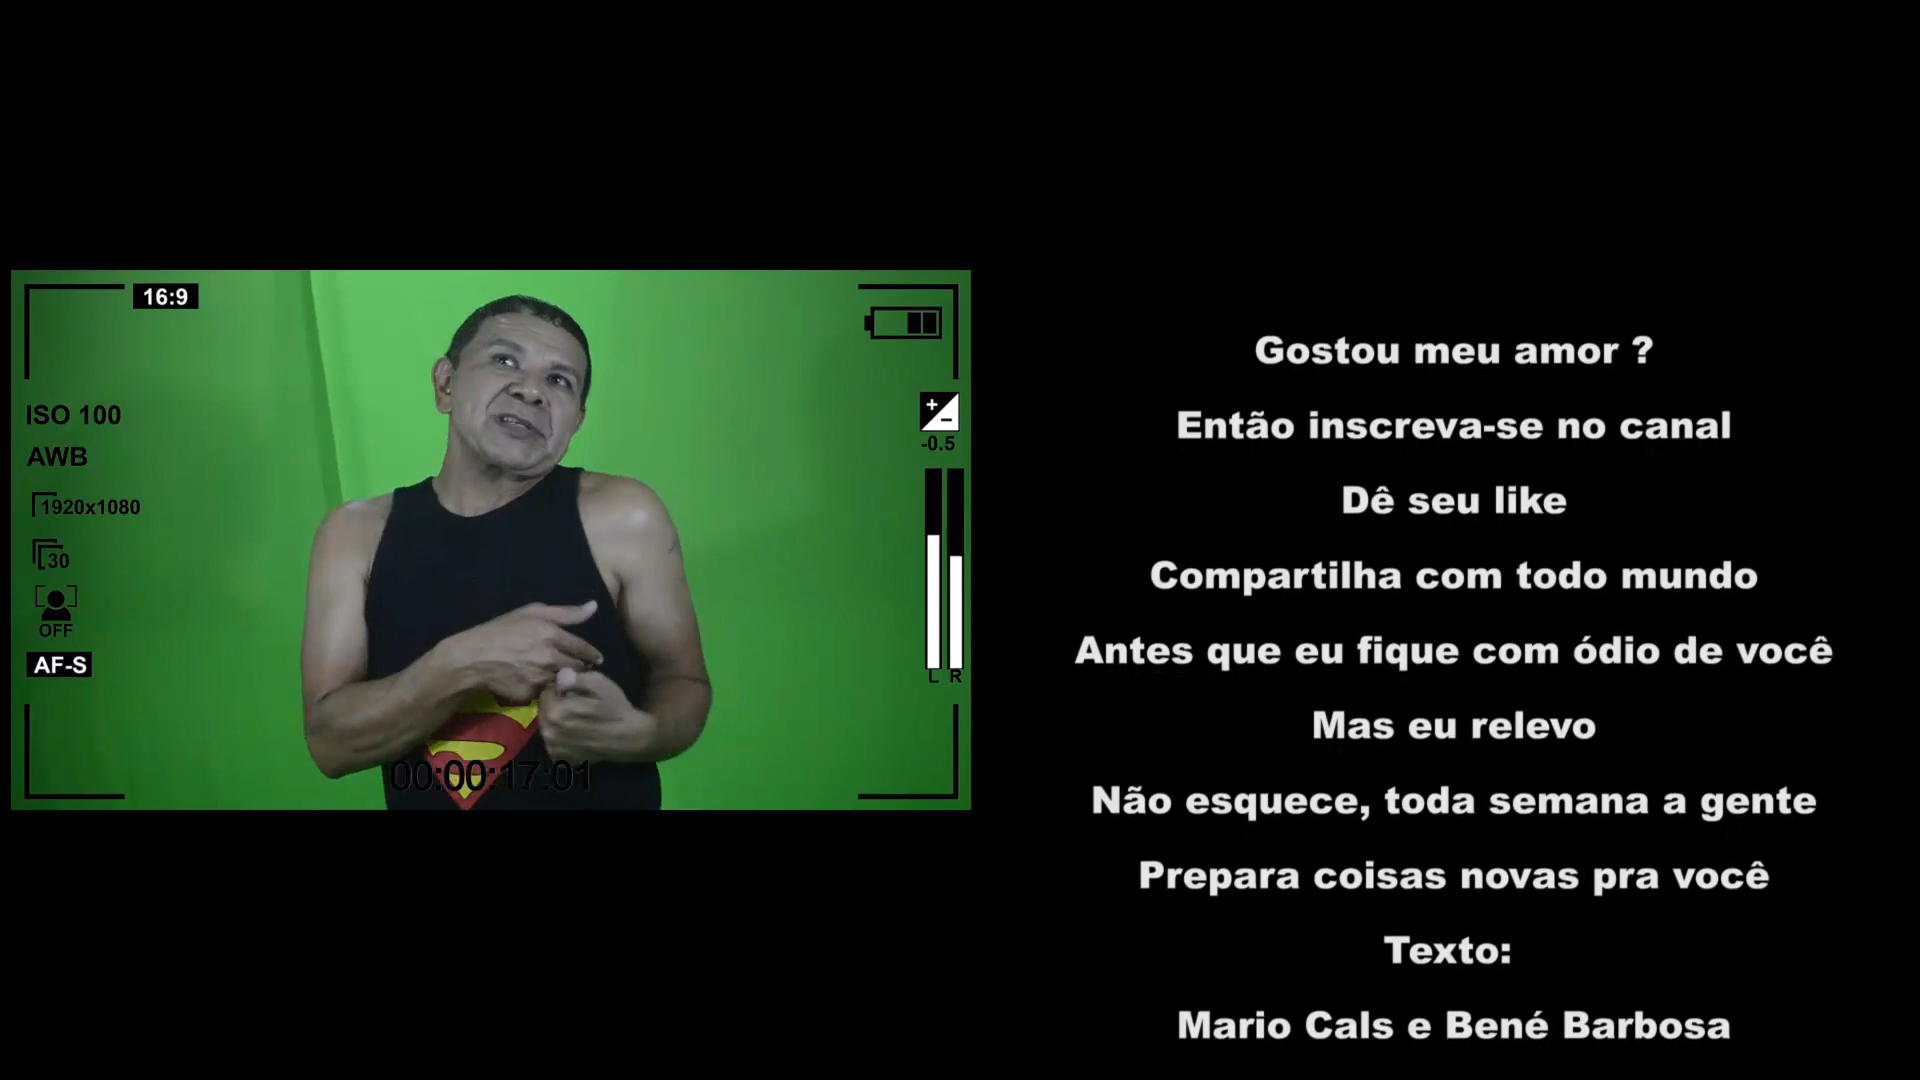 16:9
ISO 100
AWB
1920x1080
30
OFF
AF-S
+
-
-0.5
L R
00:00:17:01
Gostou meu amor ?
Então inscreva-se no canal
Dê seu like
Compartilha com todo mundo
Antes que eu fique com ódio de você
Mas eu relevo
Não esquece, toda semana a gente
Prepara coisas novas pra você
Texto:
Mario Cals e Bené Barbosa